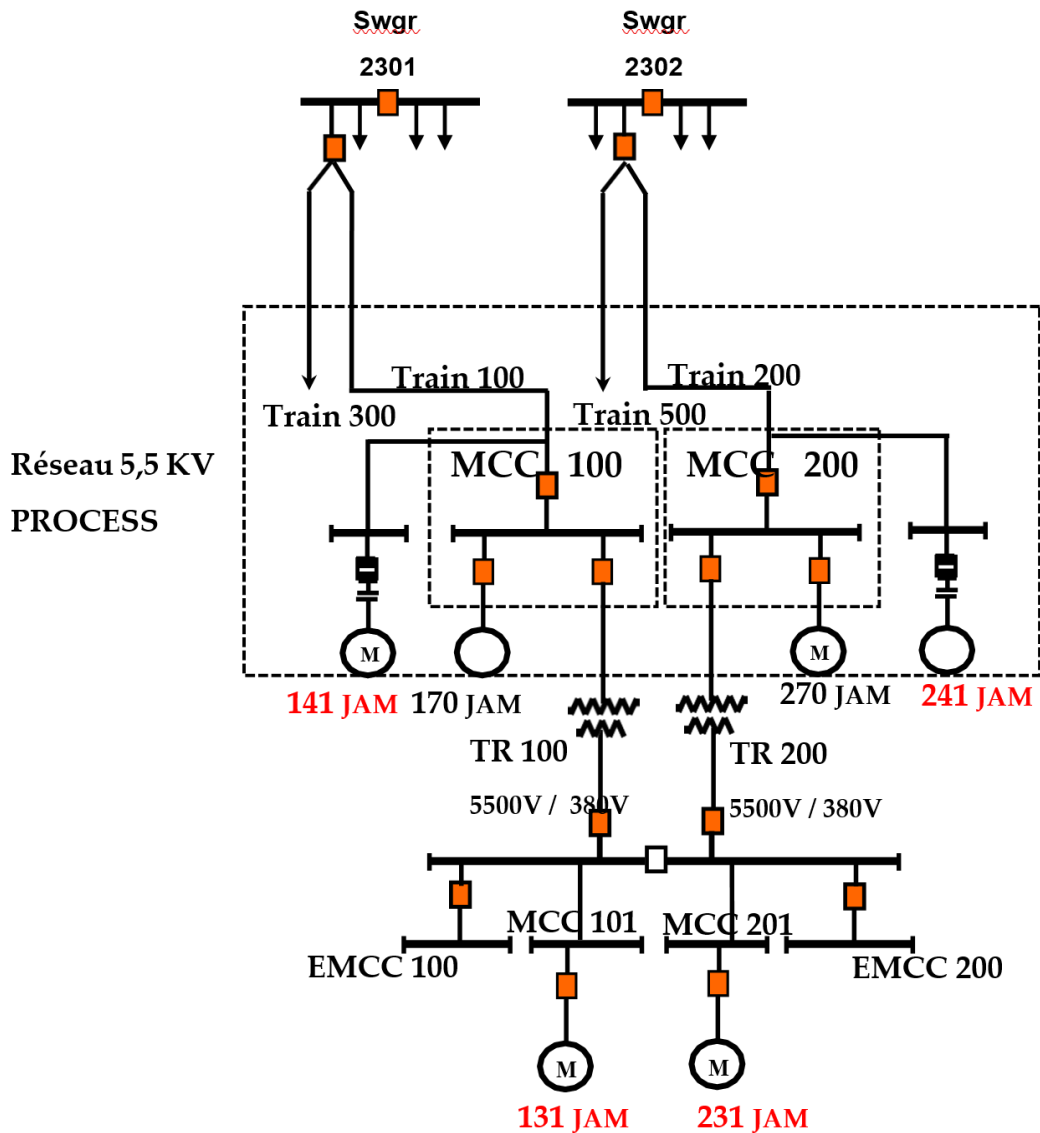 Swgr
2301
Swgr
2302
Train 100
Train 300
Train 200
Train 500
Réseau 5,5 KV
PROCESS
MCC 100
MCC 200
M
M
141 JAM
170 JAM
270 JAM
241 JAM
TR 100
5500V / 380V
TR 200
5500V / 380V
EMCC 100
MCC 101
MCC 201
EMCC 200
M
M
131 JAM
231 JAM